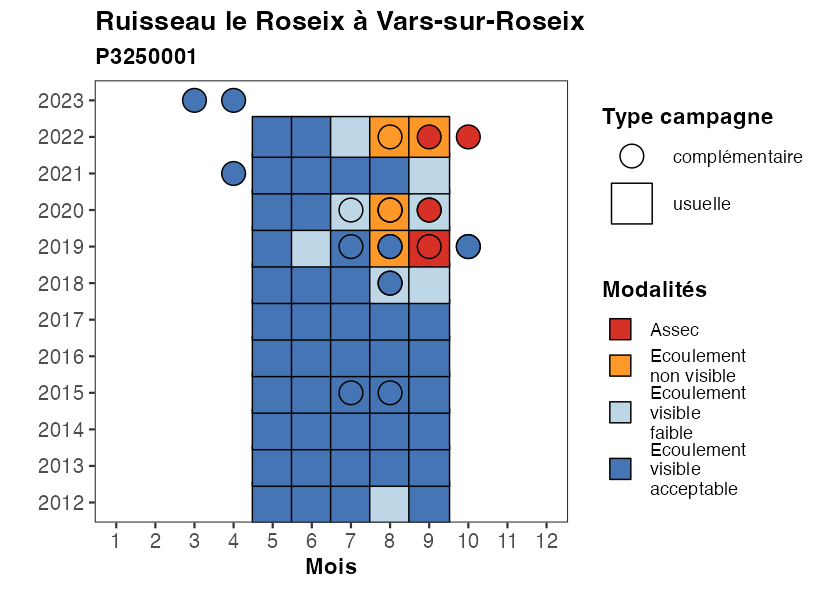 Ruisseau le Roseix à Vars-sur-Roseix
P3250001
2023
2022
2021
2020
2019
2018
2017
2016
2015
2014
2013
2012
1 2 3 4 5 6 7 8 9 10 11 12
Mois
Type campagne
complémentaire
usuelle
Modalités
Assec
Ecoulement
non visible
Ecoulement
visible
faible
Ecoulement
visible
acceptable